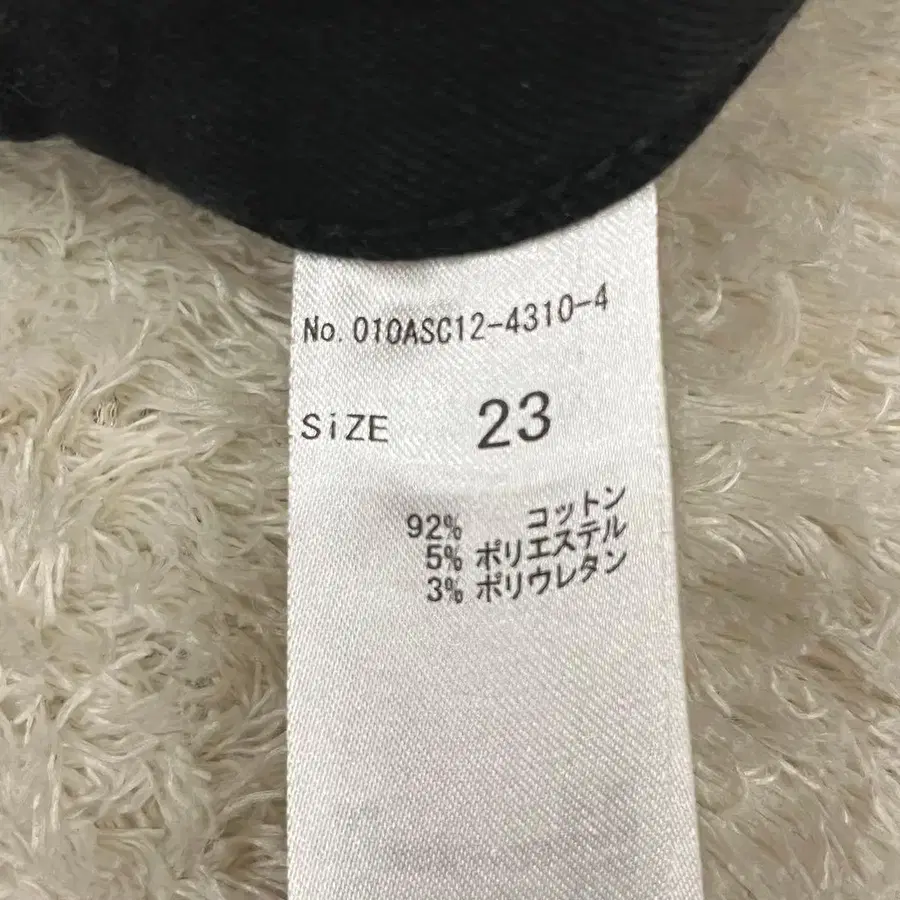 No. 010ASC12-4310-4
SiZE 23
92% コットン
5% ポリエステル
3% ポリウレタン